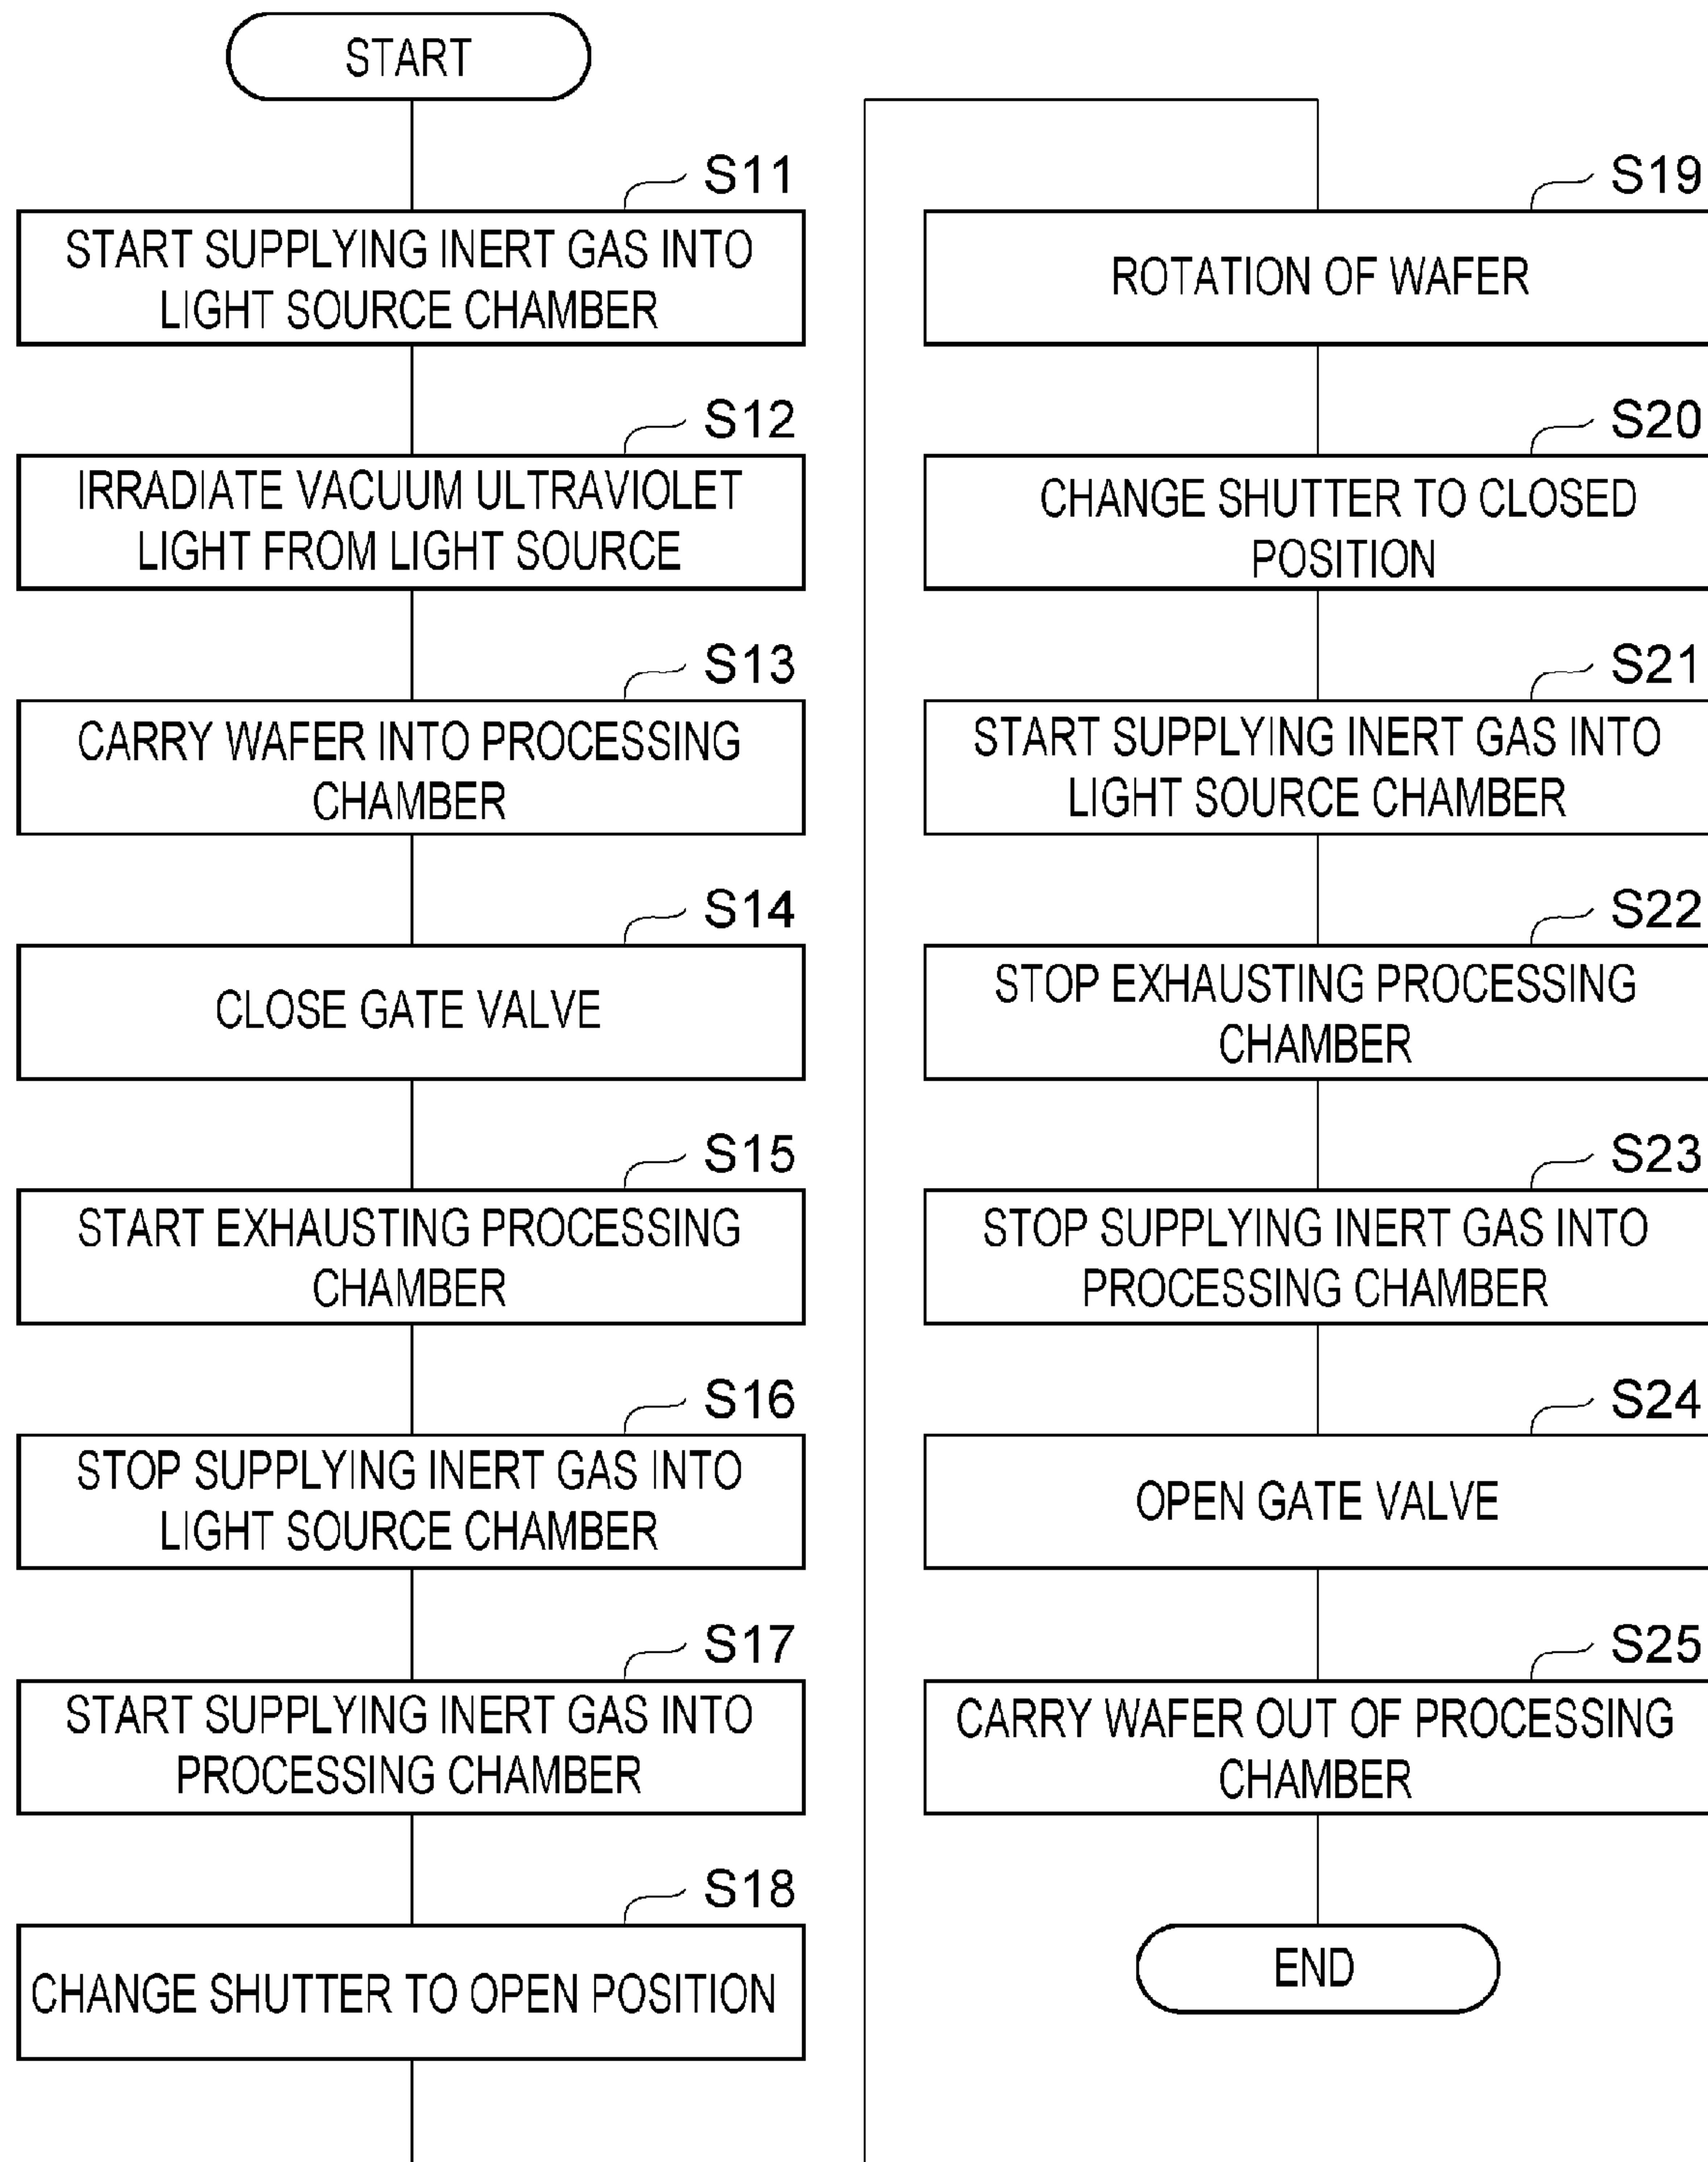 START
S11
START SUPPLYING INERT GAS INTO
LIGHT SOURCE CHAMBER
S12
IRRADIATE VACUUM ULTRAVIOLET
LIGHT FROM LIGHT SOURCE
S13
CARRY WAFER INTO PROCESSING
CHAMBER
S14
CLOSE GATE VALVE
S15
START EXHAUSTING PROCESSING
CHAMBER
S16
STOP SUPPLYING INERT GAS INTO
LIGHT SOURCE CHAMBER
S17
START SUPPLYING INERT GAS INTO
PROCESSING CHAMBER
S18
CHANGE SHUTTER TO OPEN POSITION
S19
ROTATION OF WAFER
S20
CHANGE SHUTTER TO CLOSED
POSITION
S21
START SUPPLYING INERT GAS INTO
LIGHT SOURCE CHAMBER
S22
STOP EXHAUSTING PROCESSING
CHAMBER
S23
STOP SUPPLYING INERT GAS INTO
PROCESSING CHAMBER
S24
OPEN GATE VALVE
S25
CARRY WAFER OUT OF PROCESSING
CHAMBER
END